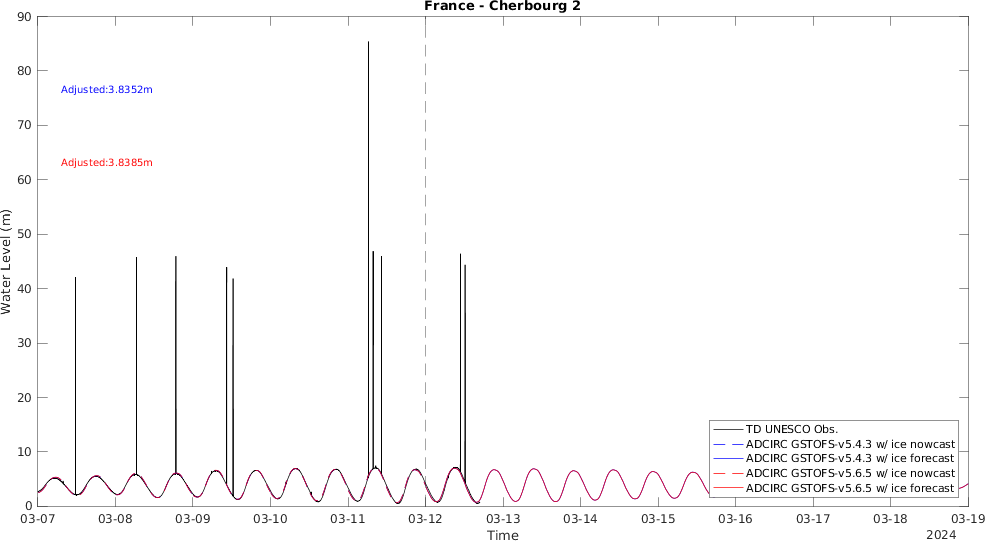 France - Cherbourg 2
90
80
70
60
50
40
30
20
10
0
Water Level (m)
Adjusted:3.8352m
Adjusted:3.8385m
TD UNESCO Obs.
ADCIRC GSTOFS-v5.4.3 w/ ice nowcast
ADCIRC GSTOFS-v5.4.3 w/ ice forecast
ADCIRC GSTOFS-v5.6.5 w/ ice nowcast
ADCIRC GSTOFS-v5.6.5 w/ ice forecast
03-07 03-08 03-09 03-10 03-11 03-12 03-13 03-14 03-15 03-16 03-17 03-18 03-19
Time
2024